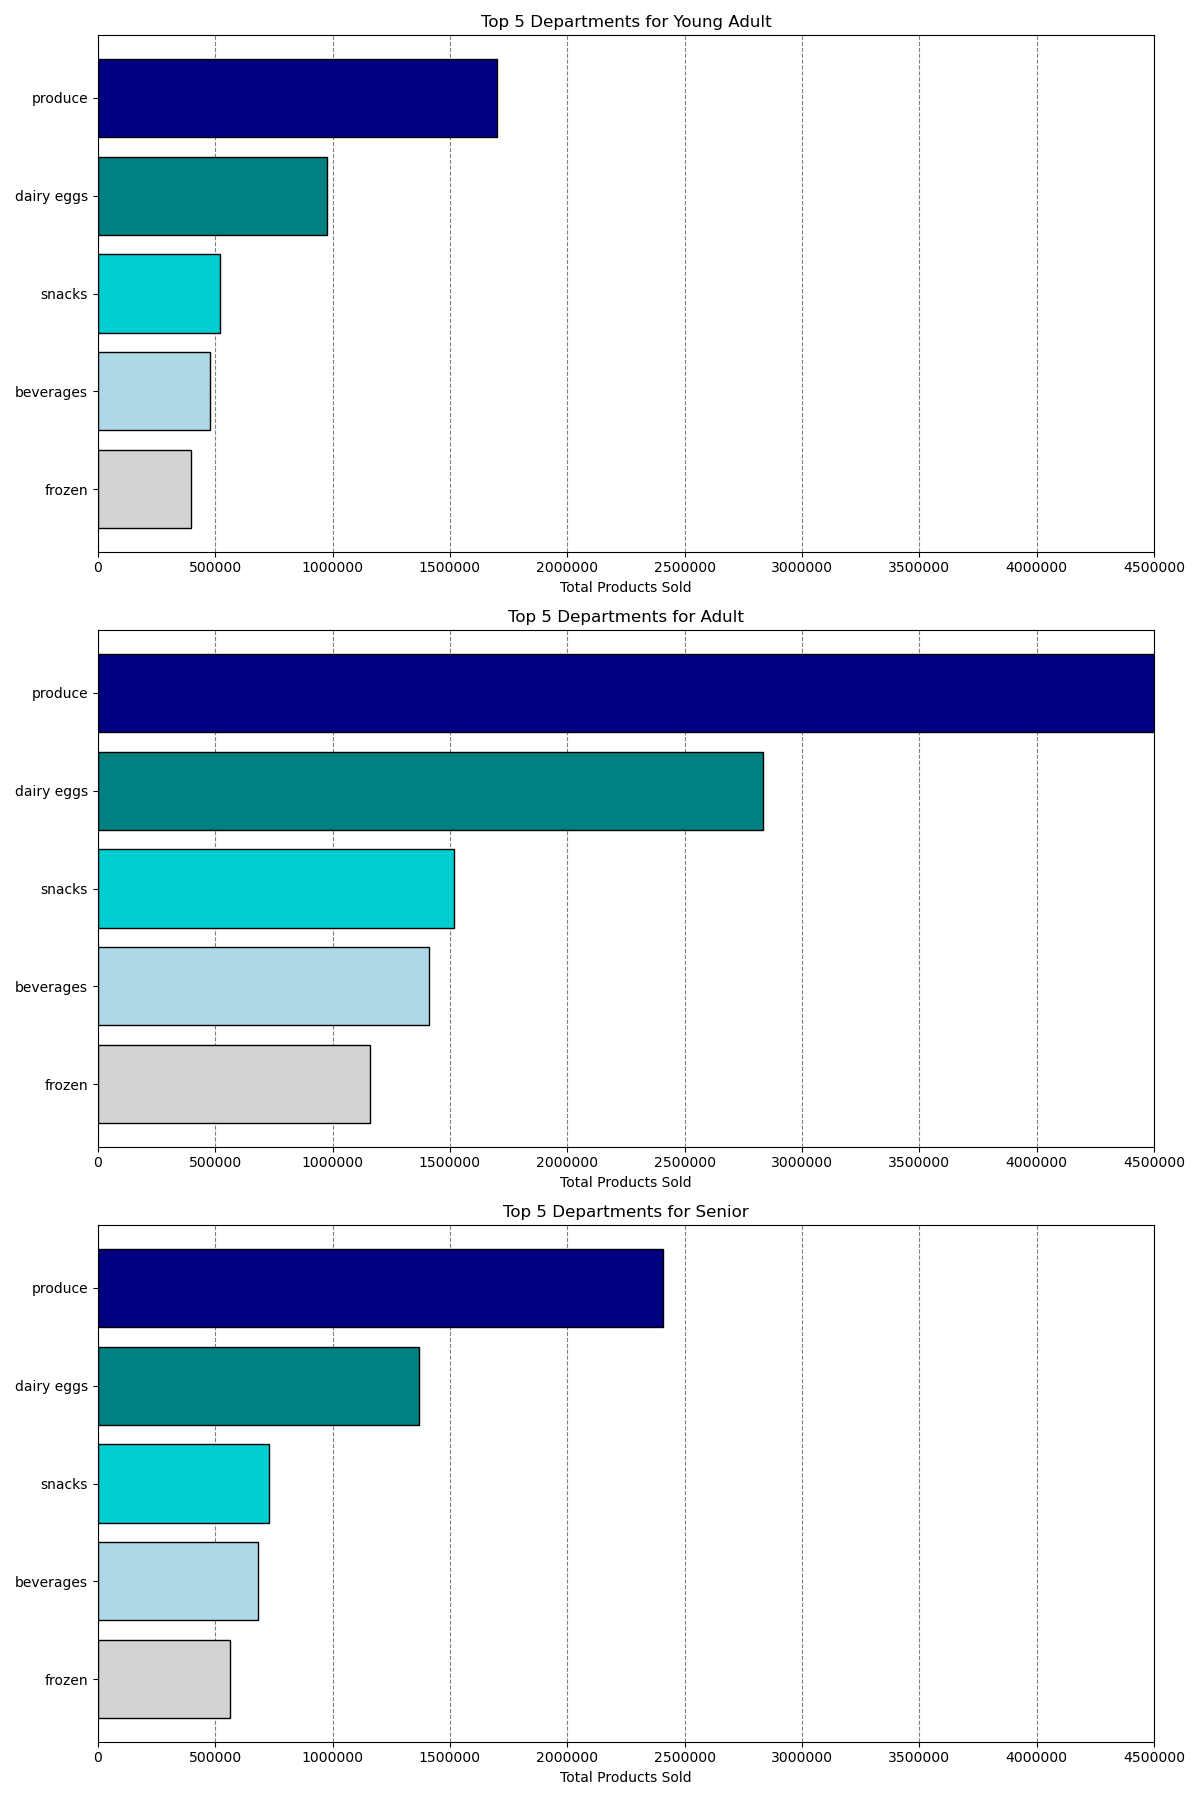 Top 5 Departments for Young Adult
produce
dairy eggs
snacks
beverages
frozen
0 500000 1000000 1500000 2000000 2500000 3000000 3500000 4000000 4500000
Total Products Sold
Top 5 Departments for Adult
produce
dairy eggs
snacks
beverages
frozen
0 500000 1000000 1500000 2000000 2500000 3000000 3500000 4000000 4500000
Total Products Sold
Top 5 Departments for Senior
produce
dairy eggs
snacks
beverages
frozen
0 500000 1000000 1500000 2000000 2500000 3000000 3500000 4000000 4500000
Total Products Sold